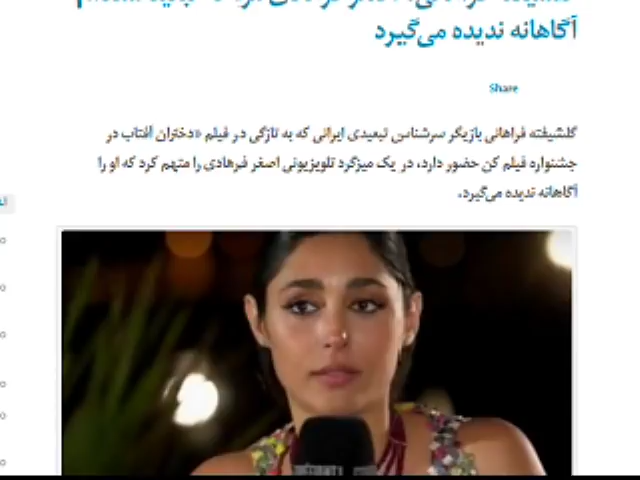 آگاهانه ندیده می‌گیرد
Share
گلشیفته فراهانی بازیگر سرشناس تبعیدی ایرانی که به تازگی در فیلم «دختران آفتاب در
جشنواره فیلم کن حضور دارد، در یک میزگرد تلویزیونی اصغر فرهادی را متهم کرد که او را
آگاهانه ندیده می‌گیرد.